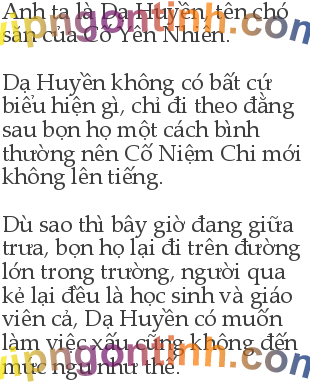 Anh ta là Dạ Huyền, tên chó
săn của Cố Yên Nhiên.
Dạ Huyền không có bất cứ
biểu hiện gì, chỉ đi theo đằng
sau bọn họ một cách bình
thường nên Cố Niệm Chi mới
không lên tiếng.
Dù sao thì bây giờ đang giữa
trưa, bọn họ lại đi trên đường
lớn trong trường, người qua
kẻ lại đều là học sinh và giáo
viên cả, Dạ Huyền có muốn
làm việc xấu cũng không đến
mức ngu như thế.
vipngontinh.com
vipngontinh.com